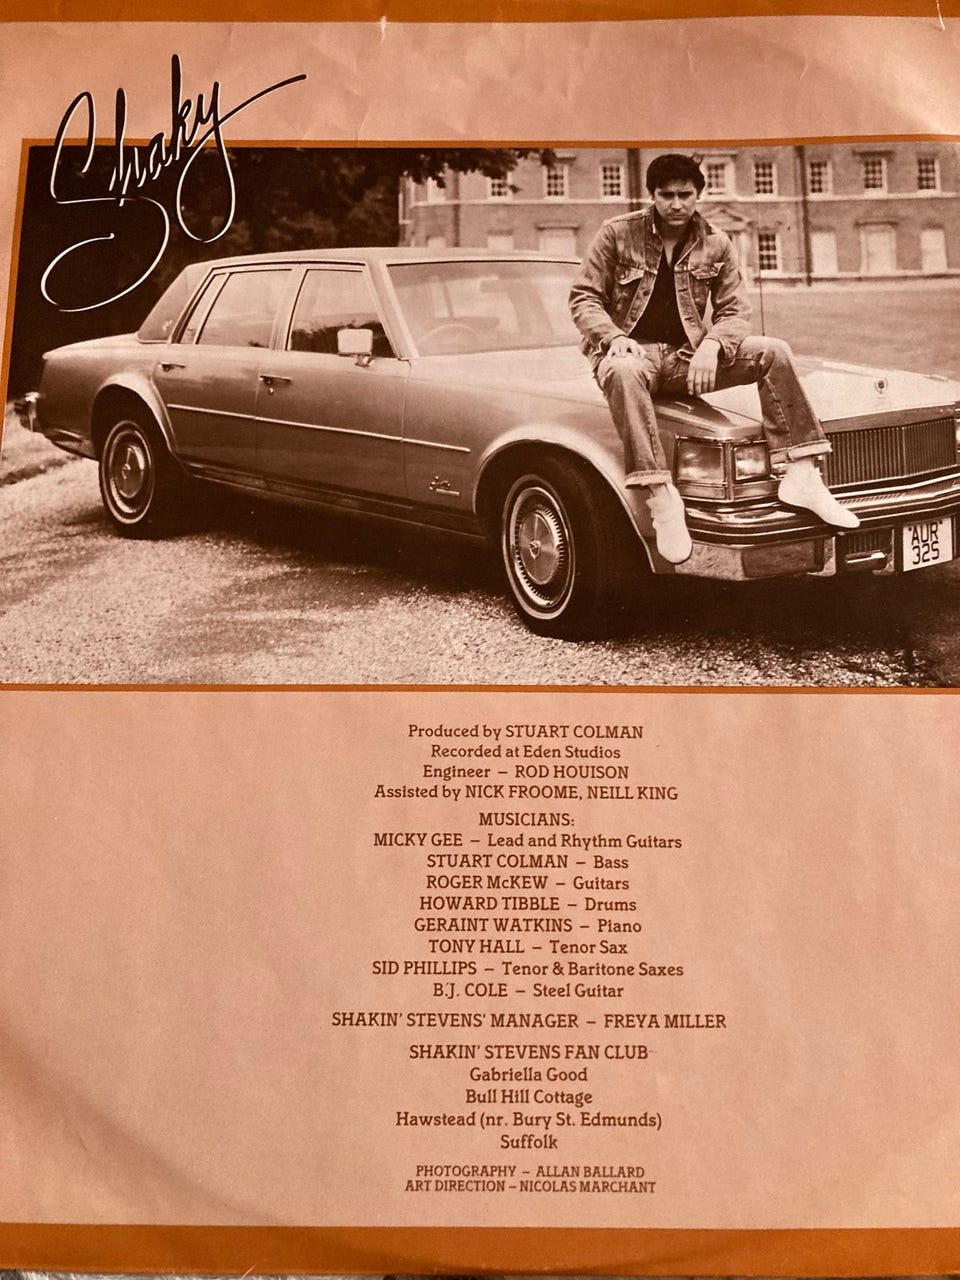 Shaky
AUR
32S
Produced by STUART COLMAN
Recorded at Eden Studios
Engineer – ROD HOUISON
Assisted by NICK FROOME, NEILL KING
MUSICIANS:
MICKY GEE – Lead and Rhythm Guitars
STUART COLMAN – Bass
ROGER McKEW – Guitars
HOWARD TIBBLE – Drums
GERAINT WATKINS – Piano
TONY HALL – Tenor Sax
SID PHILLIPS – Tenor & Baritone Saxes
B.J. COLE – Steel Guitar
SHAKIN' STEVENS' MANAGER – FREYA MILLER
SHAKIN' STEVENS FAN CLUB
Gabriella Good
Bull Hill Cottage
Hawstead (nr. Bury St. Edmunds)
Suffolk
PHOTOGRAPHY – ALLAN BALLARD
ART DIRECTION – NICOLAS MARCHANT